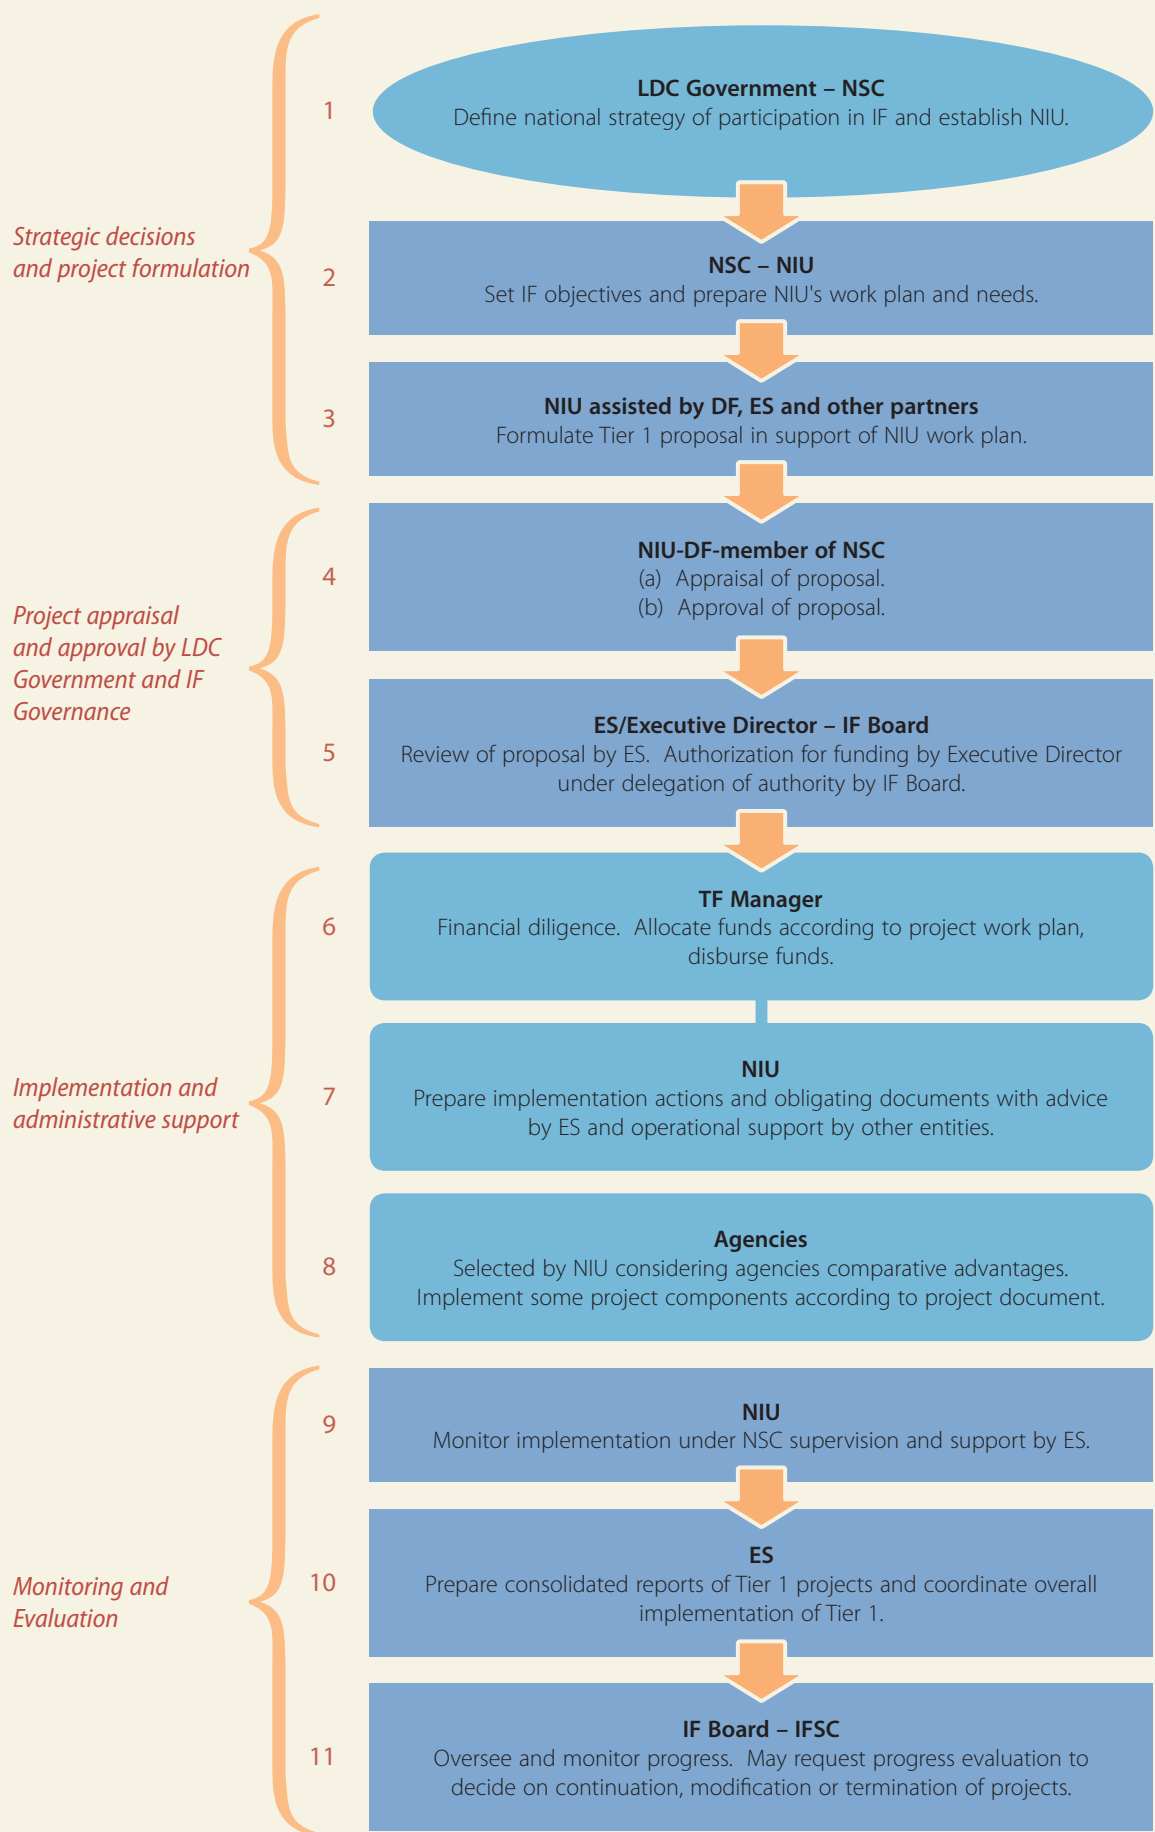 1
LDC Government – NSC
Define national strategy of participation in IF and establish NIU.
Strategic decisions
and project formulation
2
NSC – NIU
Set IF objectives and prepare NIU's work plan and needs.
3
NIU assisted by DF, ES and other partners
Formulate Tier 1 proposal in support of NIU work plan.
4
NIU-DF-member of NSC
(a) Appraisal of proposal.
(b) Approval of proposal.
Project appraisal
and approval by LDC
Government and IF
Governance
5
ES/Executive Director – IF Board
Review of proposal by ES. Authorization for funding by Executive Director
under delegation of authority by IF Board.
6
TF Manager
Financial diligence. Allocate funds according to project work plan,
disburse funds.
Implementation and
administrative support
7
NIU
Prepare implementation actions and obligating documents with advice
by ES and operational support by other entities.
8
Agencies
Selected by NIU considering agencies comparative advantages.
Implement some project components according to project document.
9
NIU
Monitor implementation under NSC supervision and support by ES.
Monitoring and
Evaluation
10
ES
Prepare consolidated reports of Tier 1 projects and coordinate overall
implementation of Tier 1.
11
IF Board – IFSC
Oversee and monitor progress. May request progress evaluation to
decide on continuation, modification or termination of projects.